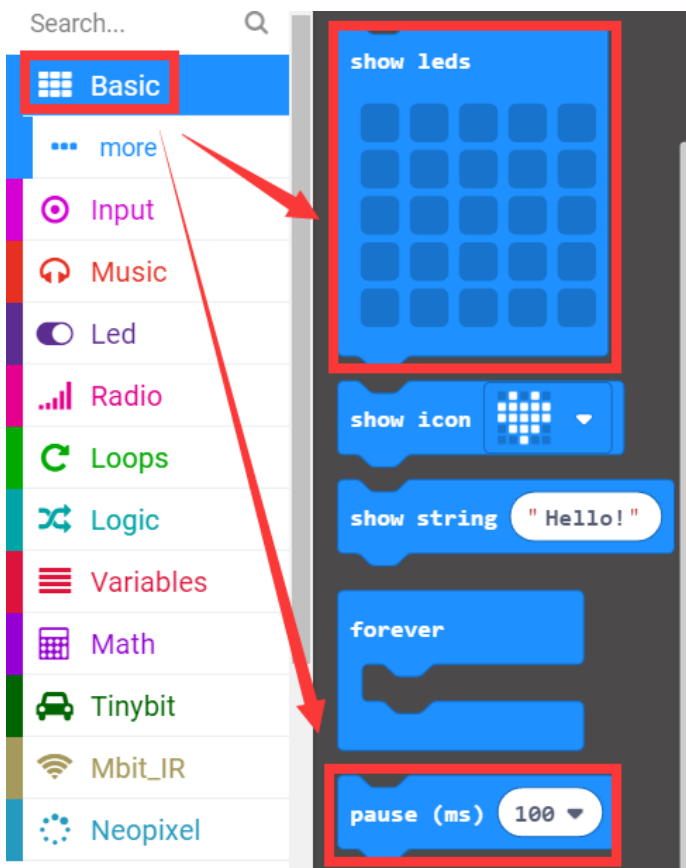 Search...
Basic
more
Input
Music
Led
Radio
Loops
Logic
Variables
Math
Tinybit
Mbit_IR
Neopixel
show leds
show icon
show string "Hello!"
forever
pause (ms) 100